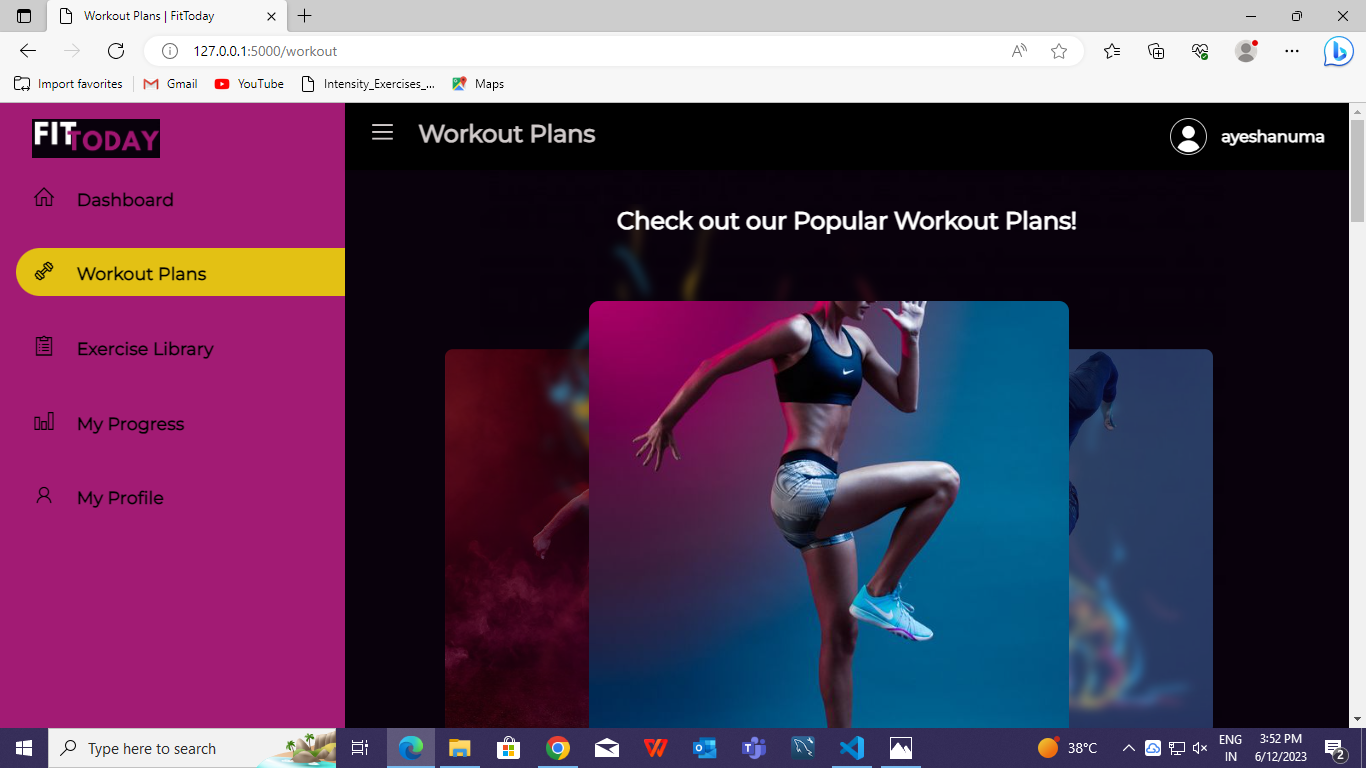 Workout Plans | FitToday
127.0.0.1:5000/workout
Import favorites
Gmail
YouTube
Intensity_Exercises_...
Maps
FIT TODAY
Workout Plans
ayeshanuma
Dashboard
Workout Plans
Exercise Library
My Progress
My Profile
Check out our Popular Workout Plans!
Type here to search
38°C
ENG
IN
3:52 PM
6/12/2023
2